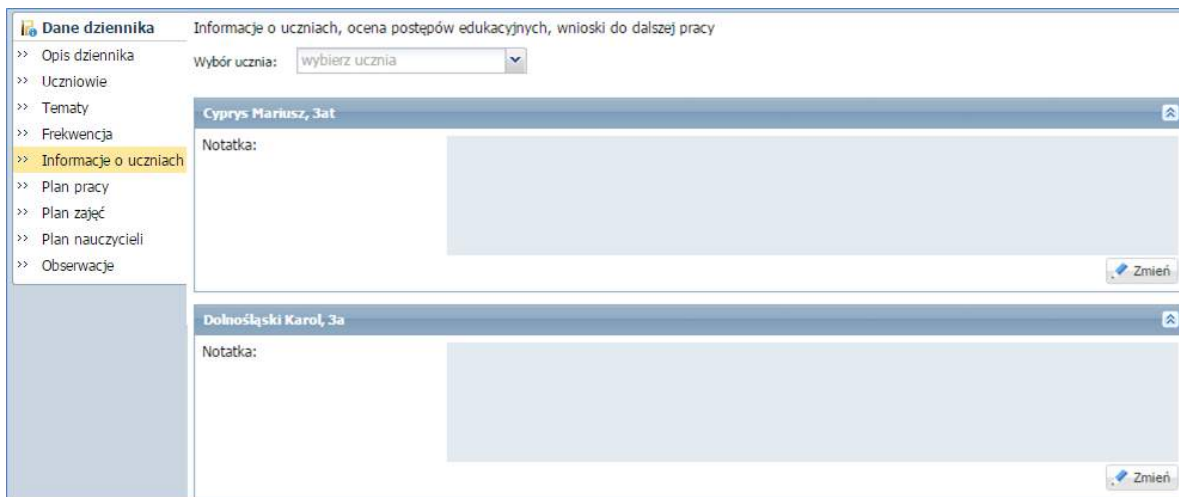 Dane dziennika
>> Opis dziennika
>> Uczniowie
>> Tematy
>> Frekwencja
>> Informacje o uczniach
>> Plan pracy
>> Plan zajęć
>> Plan nauczycieli
>> Obserwacje
Informacje o uczniach, ocena postępów edukacyjnych, wnioski do dalszej pracy
Wybór ucznia: wybierz ucznia
Cyprys Mariusz, 3at
Notatka:
Zmień
Dolnośląski Karol, 3a
Notatka:
Zmień